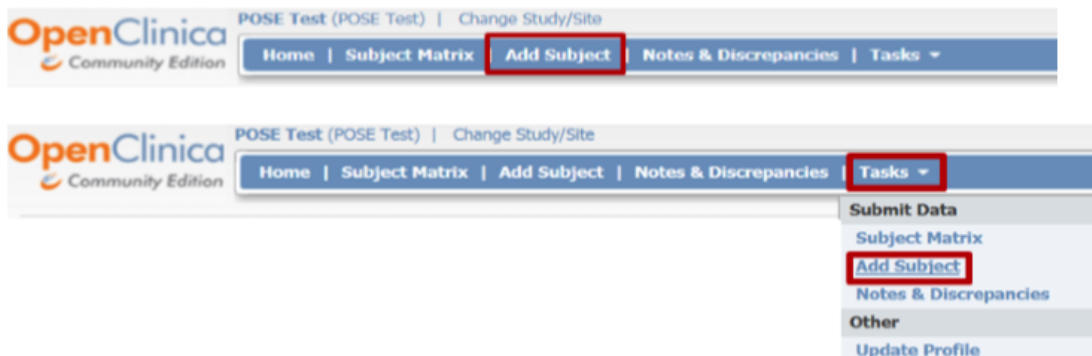 POSE Test (POSE Test) | Change Study/Site
OpenClinica
Community Edition
Home | Subject Matrix | Add Subject | Notes & Discrepancies | Tasks
POSE Test (POSE Test) | Change Study/Site
OpenClinica
Community Edition
Home | Subject Matrix | Add Subject | Notes & Discrepancies | Tasks
Submit Data
Subject Matrix
Add Subject
Notes & Discrepancies
Other
Update Profile